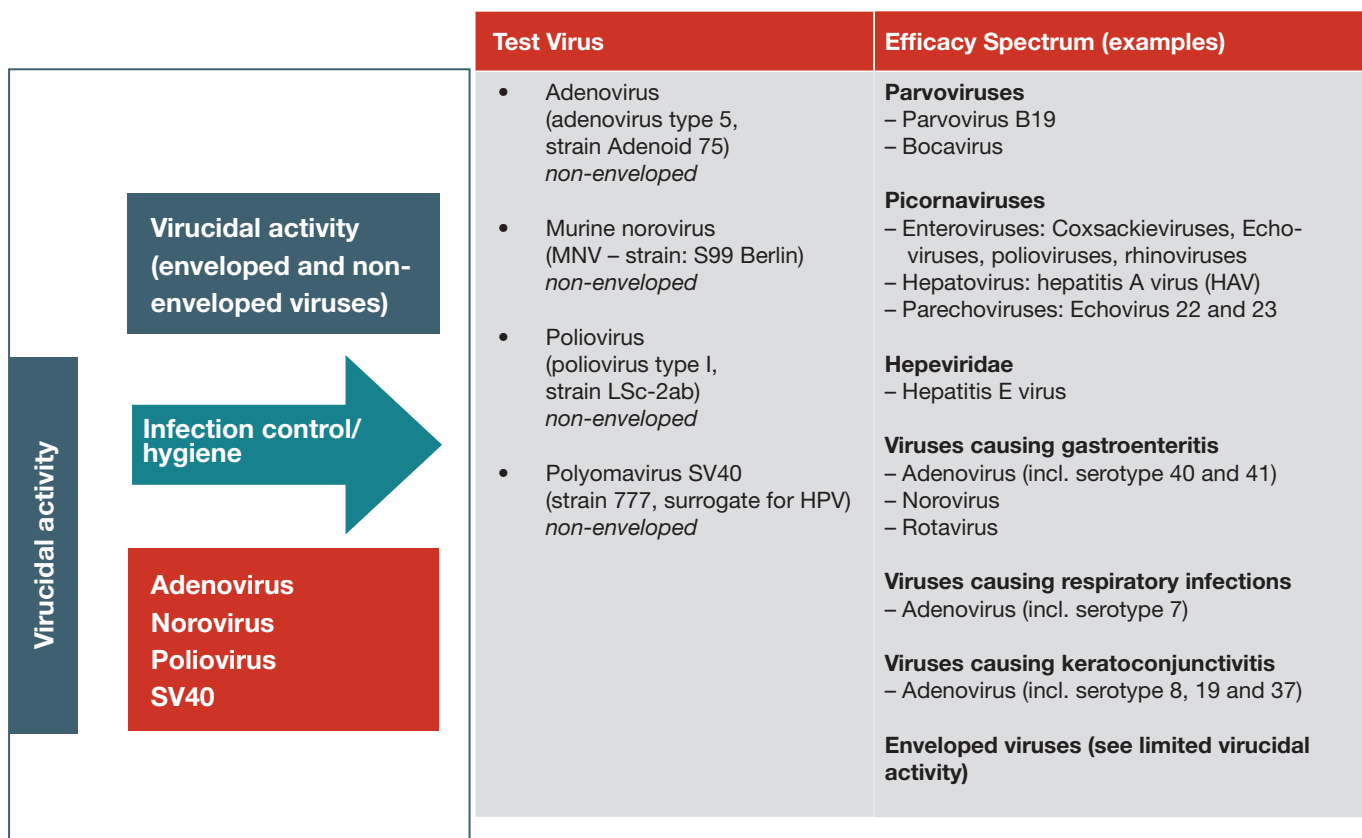 Virucidal activity
Virucidal activity
(enveloped and non-
enveloped viruses)
Infection control/
hygiene
Adenovirus
Norovirus
Poliovirus
SV40
Test Virus
• Adenovirus
(adenovirus type 5,
strain Adenoid 75)
non-enveloped
• Murine norovirus
(MNV – strain: S99 Berlin)
non-enveloped
• Poliovirus
(poliovirus type I,
strain LSc-2ab)
non-enveloped
• Polyomavirus SV40
(strain 777, surrogate for HPV)
non-enveloped
Efficacy Spectrum (examples)
Parvoviruses
– Parvovirus B19
– Bocavirus
Picornaviruses
– Enteroviruses: Coxsackieviruses, Echo-
viruses, polioviruses, rhinoviruses
– Hepatovirus: hepatitis A virus (HAV)
– Parechoviruses: Echovirus 22 and 23
Hepeviridae
– Hepatitis E virus
Viruses causing gastroenteritis
– Adenovirus (incl. serotype 40 and 41)
– Norovirus
– Rotavirus
Viruses causing respiratory infections
– Adenovirus (incl. serotype 7)
Viruses causing keratoconjunctivitis
– Adenovirus (incl. serotype 8, 19 and 37)
Enveloped viruses (see limited virucidal
activity)